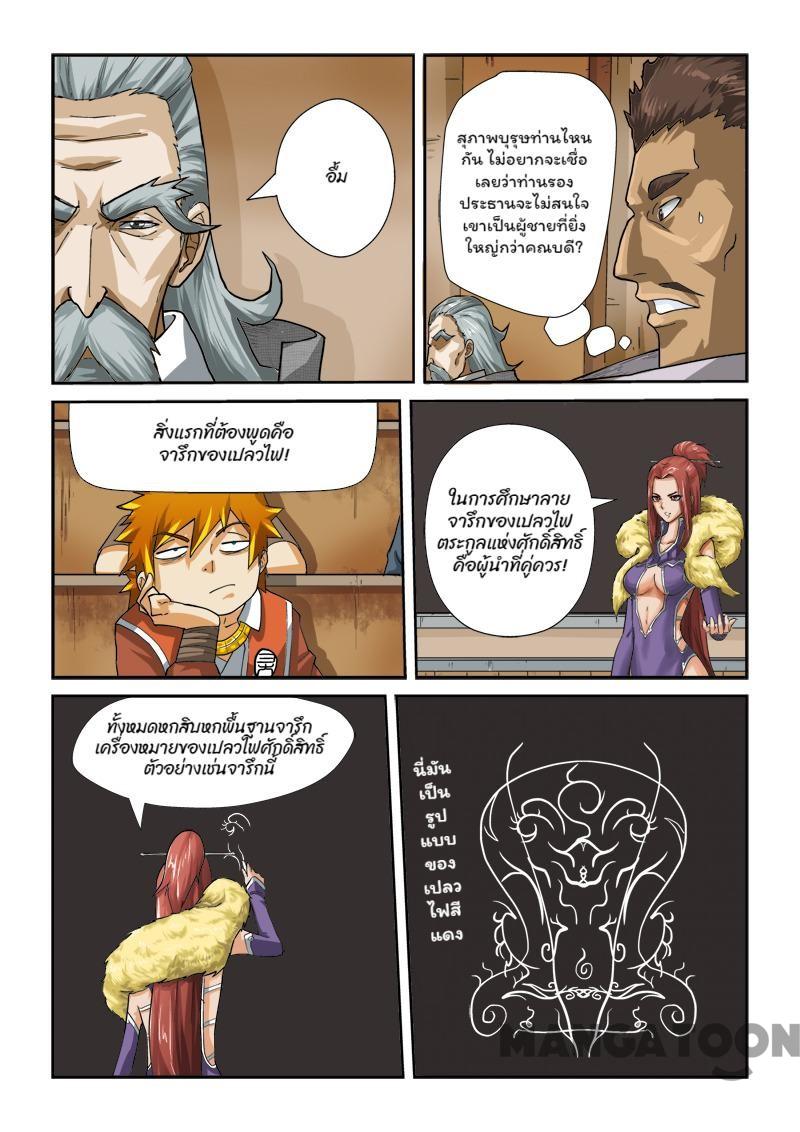 อื้ม
สุภาพบุรุษท่านไหน
กัน ไม่อยากจะเชื่อ
เลยว่าท่านรอง
ประธานจะไม่สนใจ
เขาเป็นผู้ชายที่ยิ่ง
ใหญ่กว่าคณบดี?
สิ่งแรกที่ต้องพูดคือ
จารึกของเปลวไฟ!
ในการศึกษาลาย
จารึกของเปลวไฟ
ตระกูลแห่งศักดิ์สิทธิ์
คือผู้นำที่คู่ควร!
ทั้งหมดหกสิบหกพื้นฐานจารึก
เครื่องหมายของเปลวไฟศักดิ์สิทธิ์
ตัวอย่างเช่นจารึกนี้
นี่มัน
เป็น
รูป
แบบ
ของ
เปลว
ไฟสี
แดง
MANGATOON